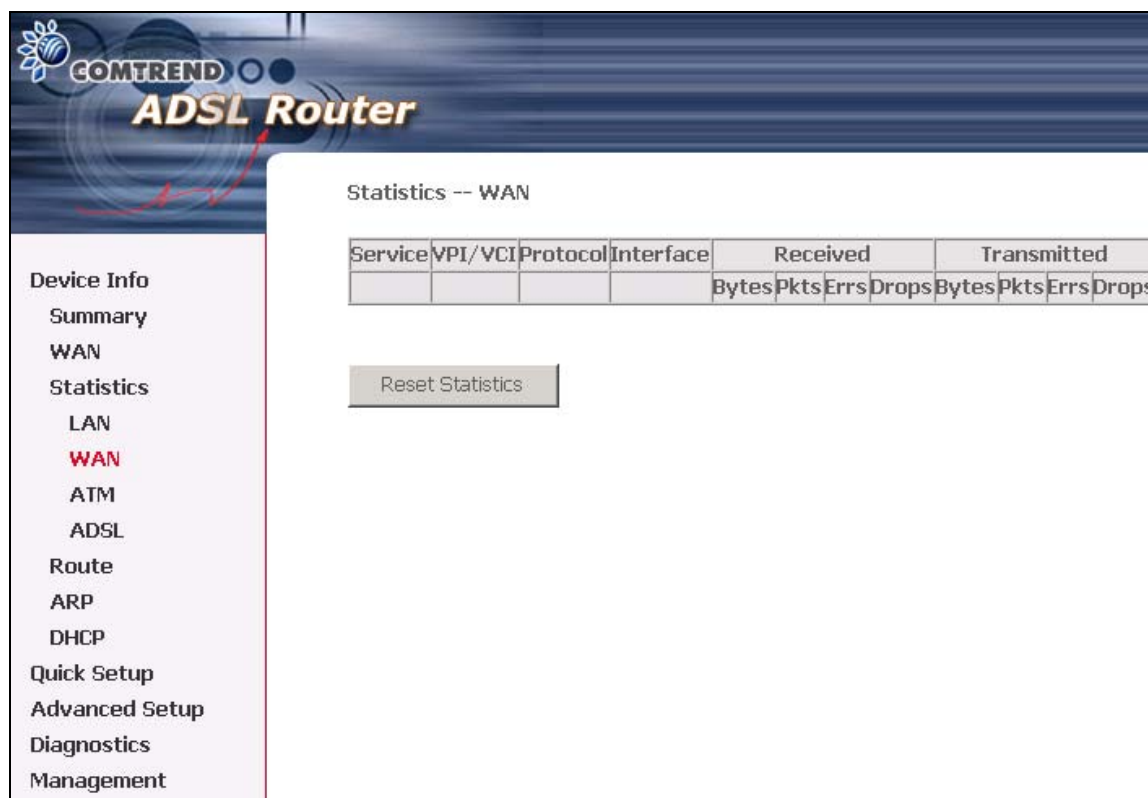 COMTREND
ADSL Router
Statistics -- WAN
Service VPI/VCI Protocol Interface Received Transmitted
Bytes Pkts Errs Drops Bytes Pkts Errs Drops
Reset Statistics
Device Info
Summary
WAN
Statistics
LAN
WAN
ATM
ADSL
Route
ARP
DHCP
Quick Setup
Advanced Setup
Diagnostics
Management